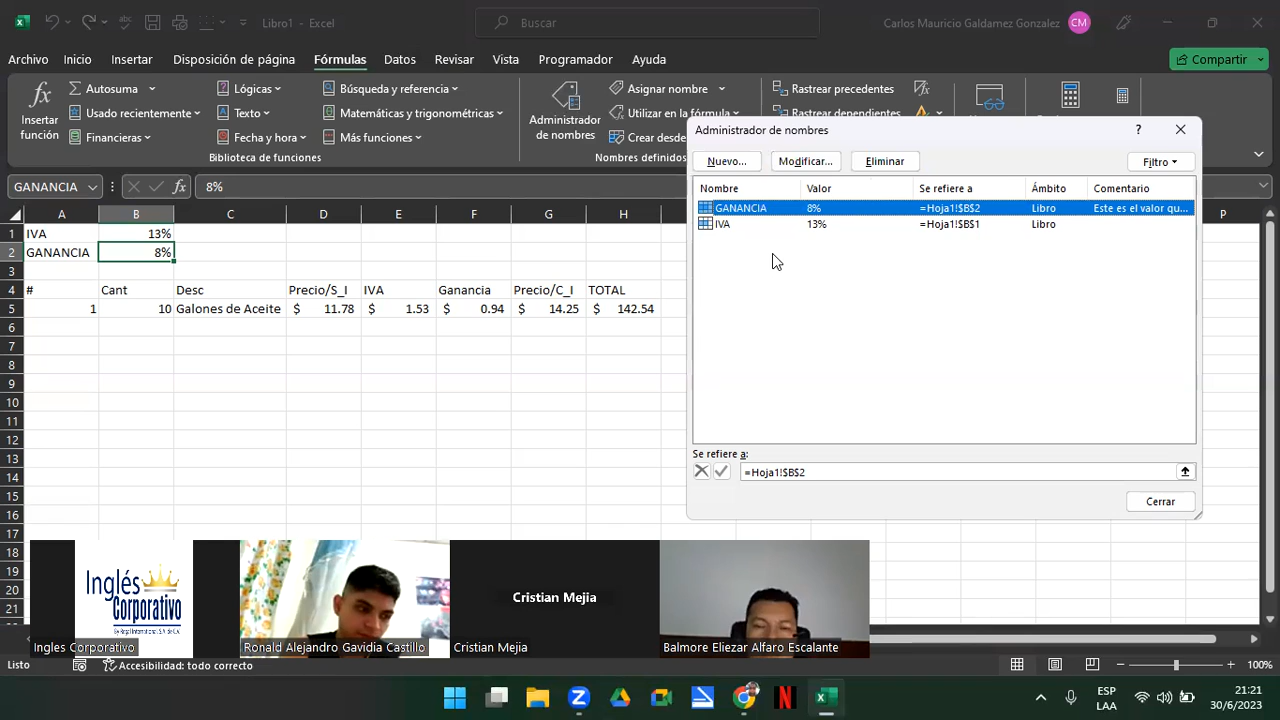 Libro1 - Excel
Buscar
Carlos Mauricio Galdamez Gonzalez
CM
Archivo
Inicio
Insertar
Disposición de página
Fórmulas
Datos
Revisar
Vista
Programador
Ayuda
Compartir
Insertar función
Autosuma
Usado recientemente
Financieras
Lógicas
Texto
Fecha y hora
Búsqueda y referencia
Matemáticas y trigonométricas
Más funciones
Biblioteca de funciones
Administrador de nombres
Asignar nombre
Utilizar en la fórmula
Crear desde
Nombres definidos
Rastrear precedentes
Rastrear dependientes
GANANCIA
fx
8%
A B C D E F G H P
1 IVA 13%
2 GANANCIA 8%
3
4 # Cant Desc Precio/S_I IVA Ganancia Precio/C_I TOTAL
5 1 10 Galones de Aceite $ 11.78 $ 1.53 $ 0.94 $ 14.25 $ 142.54
6
7
8
9
10
11
12
13
14
15
16
17
18
19
20
21
Administrador de nombres
?
Nuevo...
Modificar...
Eliminar
Filtro
Nombre Valor Se refiere a Ámbito Comentario
GANANCIA 8% =Hoja1!$B$2 Libro Este es el valor qu...
IVA 13% =Hoja1!$B$1 Libro
Se refiere a:
=Hoja1!$B$2
Cerrar
Inglés
Corporativo
Ingles Corporativo
Ronald Alejandro Gavidia Castillo
Cristian Mejia
Cristian Mejia
Balmore Eliezar Alfaro Escalante
Listo
Accesibilidad: todo correcto
100%
ESP
LAA
21:21
30/6/2023